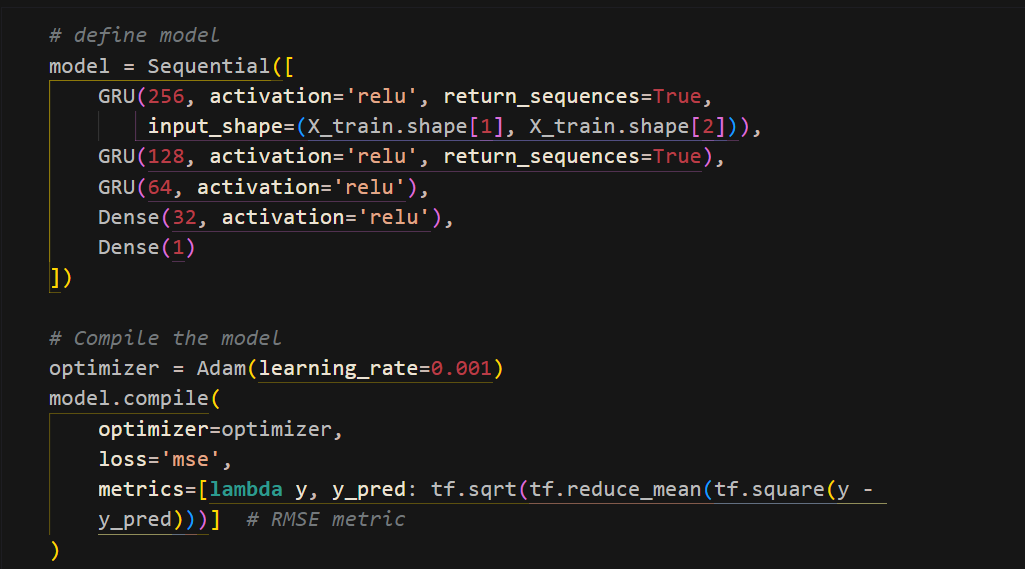 # define model
model = Sequential([
    GRU(256, activation='relu', return_sequences=True,
        input_shape=(X_train.shape[1], X_train.shape[2])),
    GRU(128, activation='relu', return_sequences=True),
    GRU(64, activation='relu'),
    Dense(32, activation='relu'),
    Dense(1)
])

# Compile the model
optimizer = Adam(learning_rate=0.001)
model.compile(
    optimizer=optimizer,
    loss='mse',
    metrics=[lambda y, y_pred: tf.sqrt(tf.reduce_mean(tf.square(y -
    y_pred)))]  # RMSE metric
)